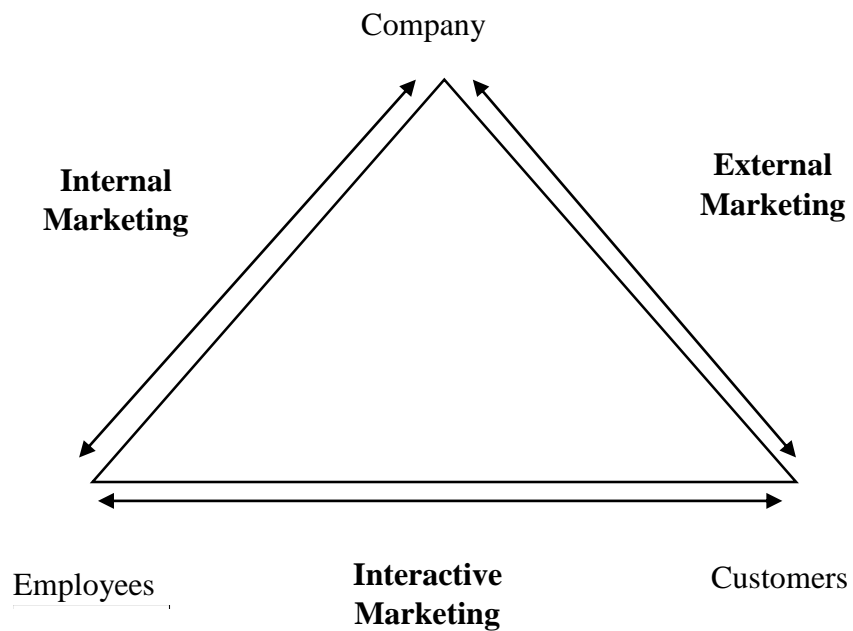 Company
Internal
Marketing
External
Marketing
Employees
Interactive
Marketing
Customers